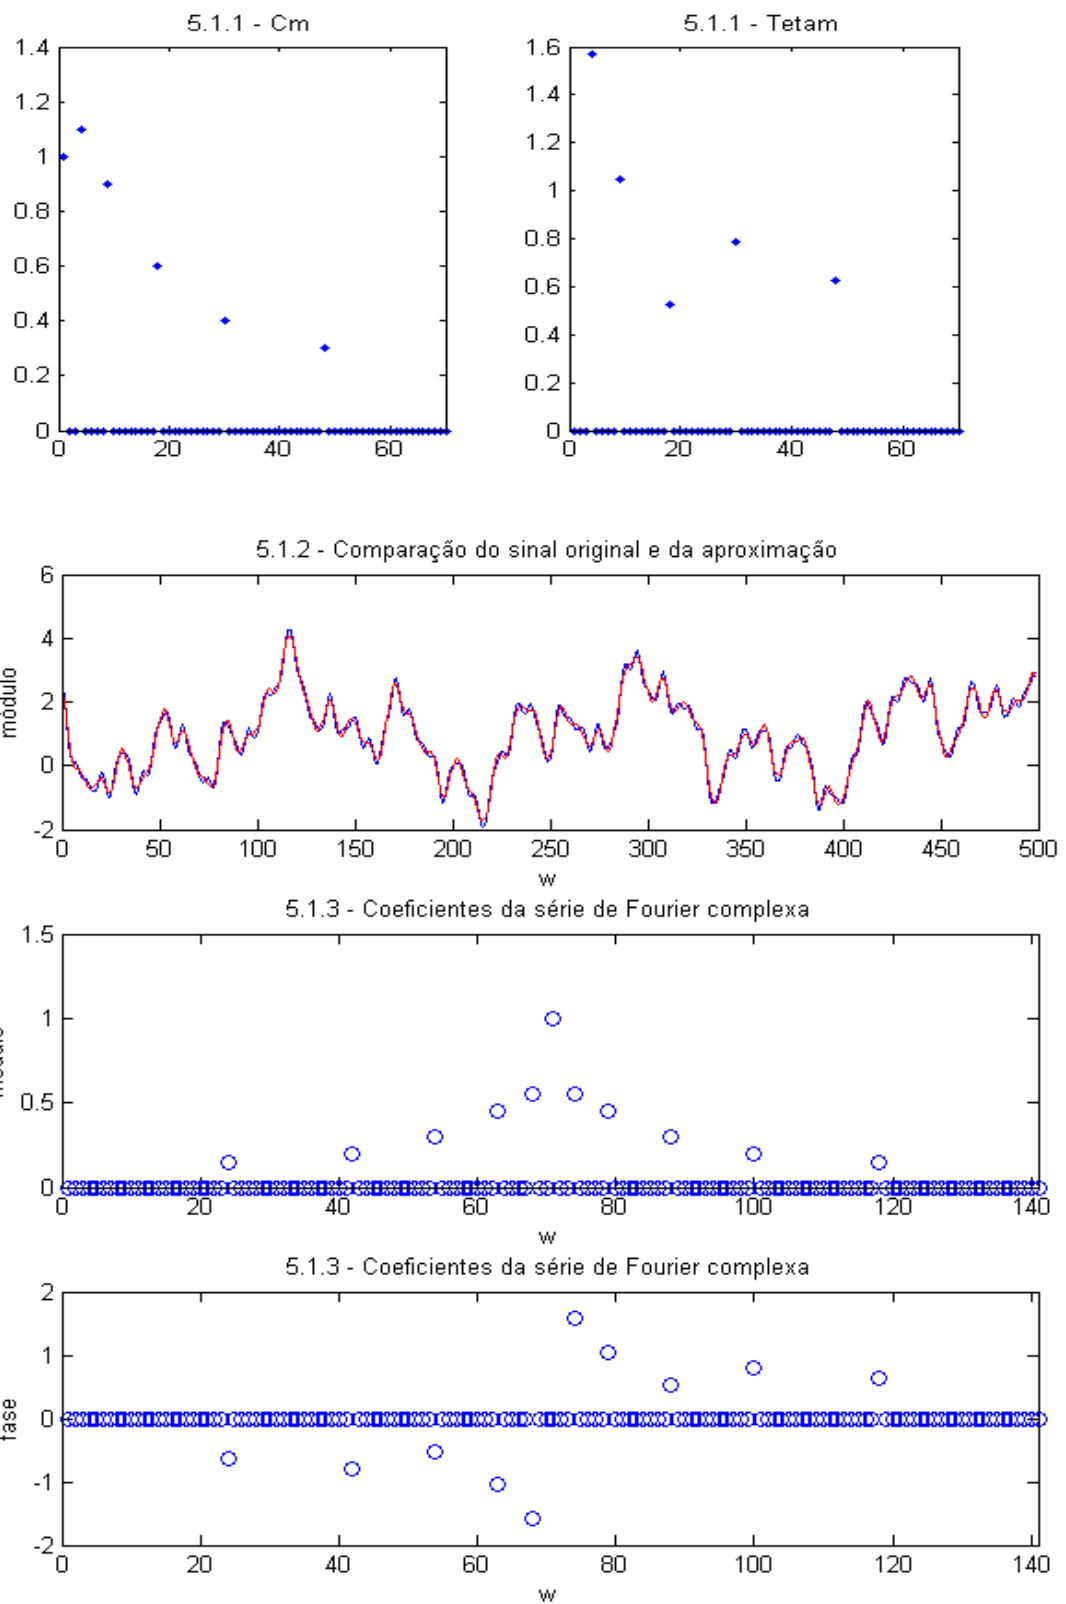 5.1.1 - Cm
1.4
1.2
1
0.8
0.6
0.4
0.2
0
0 20 40 60
5.1.1 - Tetam
1.6
1.4
1.2
1
0.8
0.6
0.4
0.2
0
0 20 40 60
5.1.2 - Comparação do sinal original e da aproximação
módulo
6
4
2
0
-2
0 50 100 150 200 250 300 350 400 450 500
w
5.1.3 - Coeficientes da série de Fourier complexa
módulo
1.5
1
0.5
0
0 20 40 60 80 100 120 140
w
5.1.3 - Coeficientes da série de Fourier complexa
fase
2
1
0
-1
-2
0 20 40 60 80 100 120 140
w